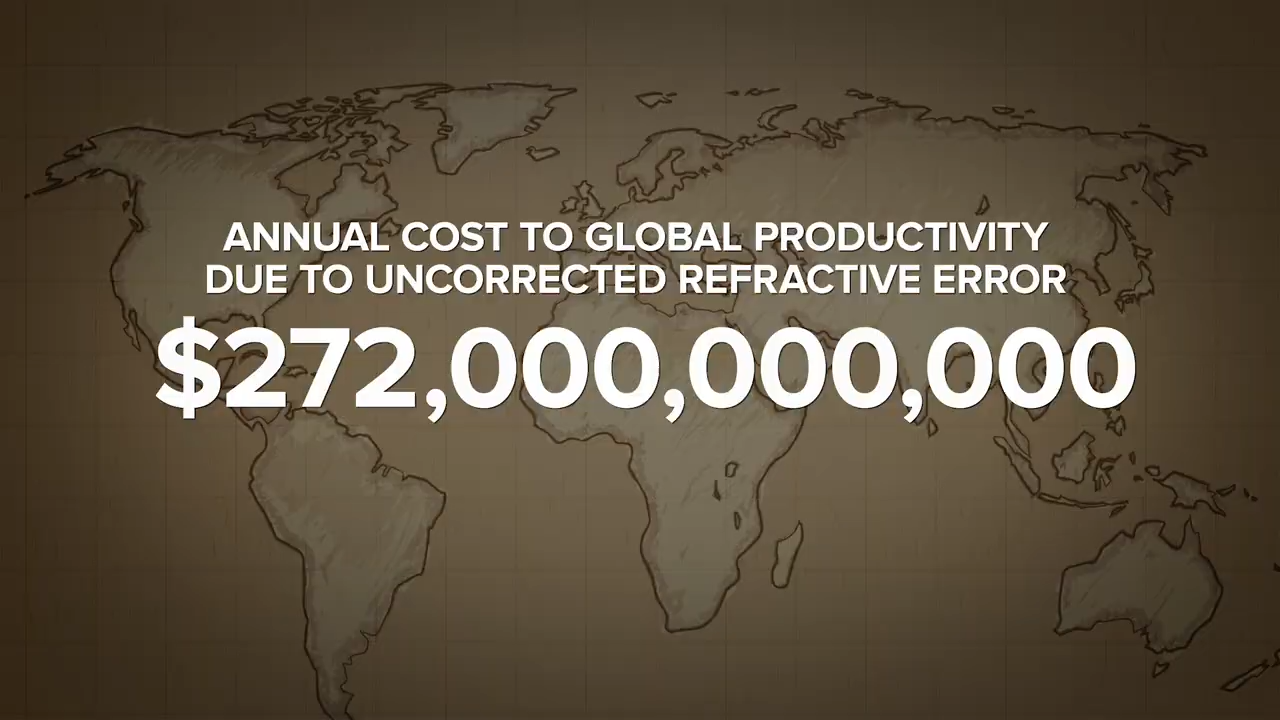 ANNUAL COST TO GLOBAL PRODUCTIVITY
DUE TO UNCORRECTED REFRACTIVE ERROR
$272,000,000,000